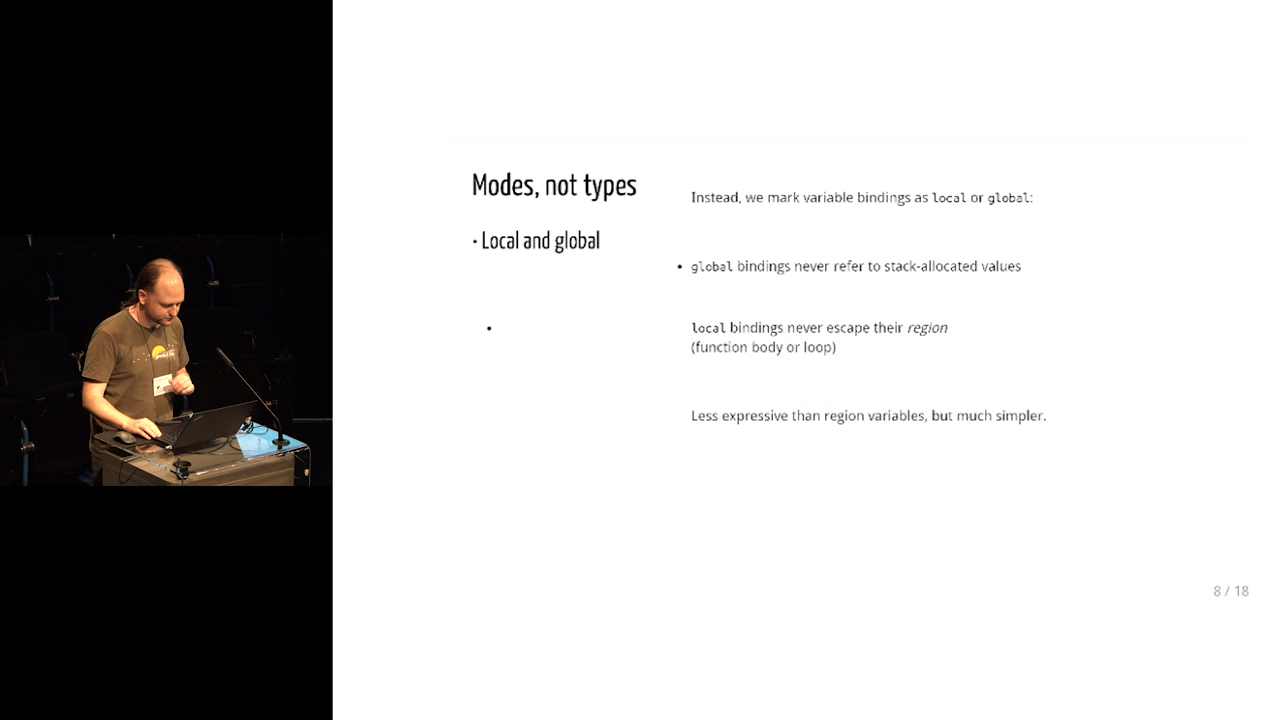 Modes, not types
· Local and global
•
Instead, we mark variable bindings as local or global:
• global bindings never refer to stack-allocated values
local bindings never escape their region
(function body or loop)
Less expressive than region variables, but much simpler.
8 / 18